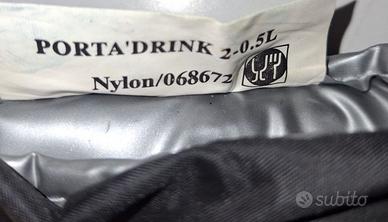 PORTA'DRINK 2-0.5L
Nylon/068672
subito